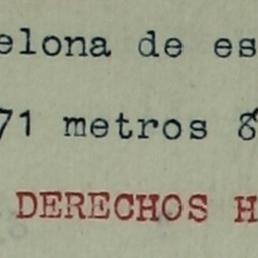 elona de es
71 metros 8
DERECHOS H